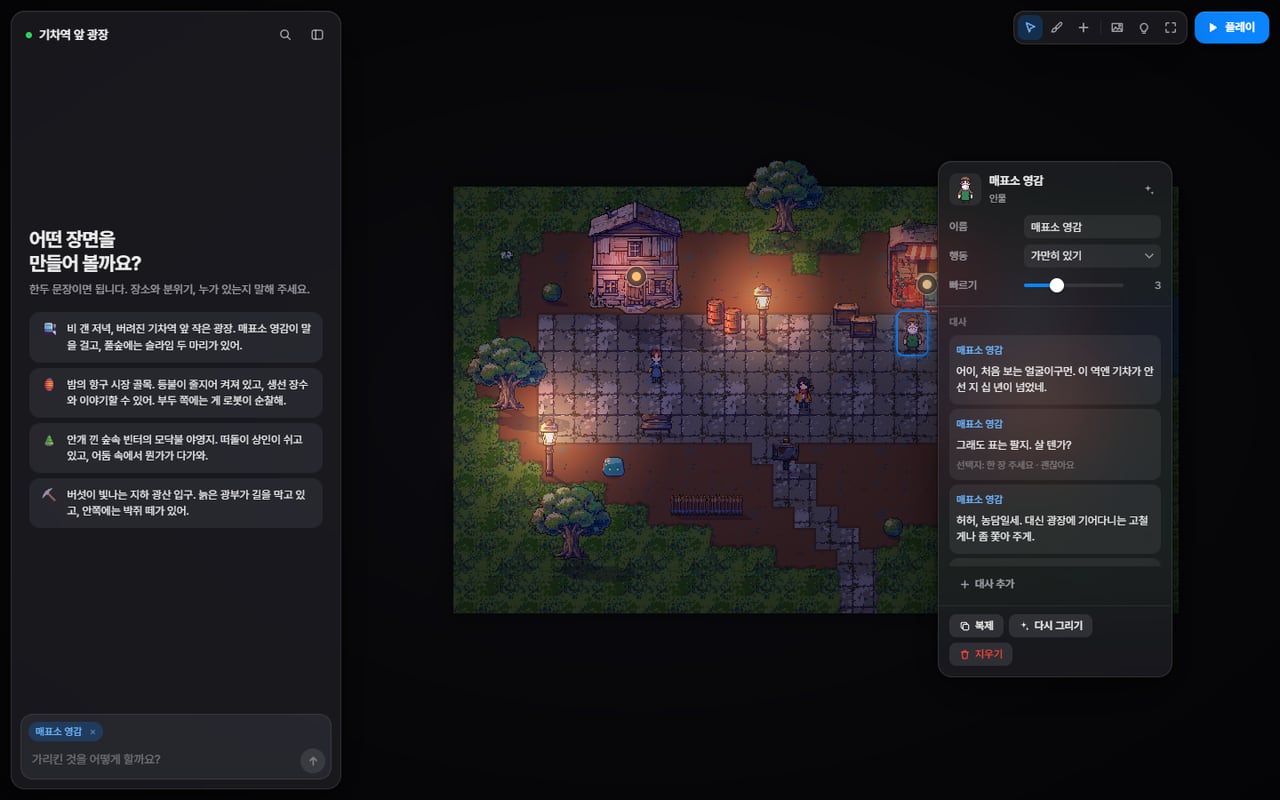 기차역 앞 광장
플레이
어떤 장면을
만들어 볼까요?
한두 문장이면 됩니다. 장소와 분위기, 누가 있는지 말해 주세요.
비 갠 저녁, 버려진 기차역 앞 작은 광장. 매표소 영감이 말
을 걸고, 풀숲에는 슬라임 두 마리가 있어.
밤의 항구 시장 골목. 등불이 줄지어 켜져 있고, 생선 장수
와 이야기할 수 있어. 부두 쪽에는 게 로봇이 순찰해.
안개 낀 숲속 빈터의 모닥불 야영지. 떠돌이 상인이 쉬고
있고, 어둠 속에서 뭔가가 다가와.
버섯이 빛나는 지하 광산 입구. 늙은 광부가 길을 막고 있
고, 안쪽에는 박쥐 떼가 있어.
매표소 영감 ×
가리킨 것을 어떻게 할까요?
매표소 영감
인물
이름 매표소 영감
행동 가만히 있기
빠르기 3
대사
매표소 영감
어이, 처음 보는 얼굴이구먼. 이 역엔 기차가 안
선 지 십 년이 넘었네.
매표소 영감
그래도 표는 팔지. 살 텐가?
선택지: 한 장 주세요 · 괜찮아요
매표소 영감
허허, 농담일세. 대신 광장에 기어다니는 고철
게나 좀 쫓아 주게.
대사 추가
복제
다시 그리기
지우기